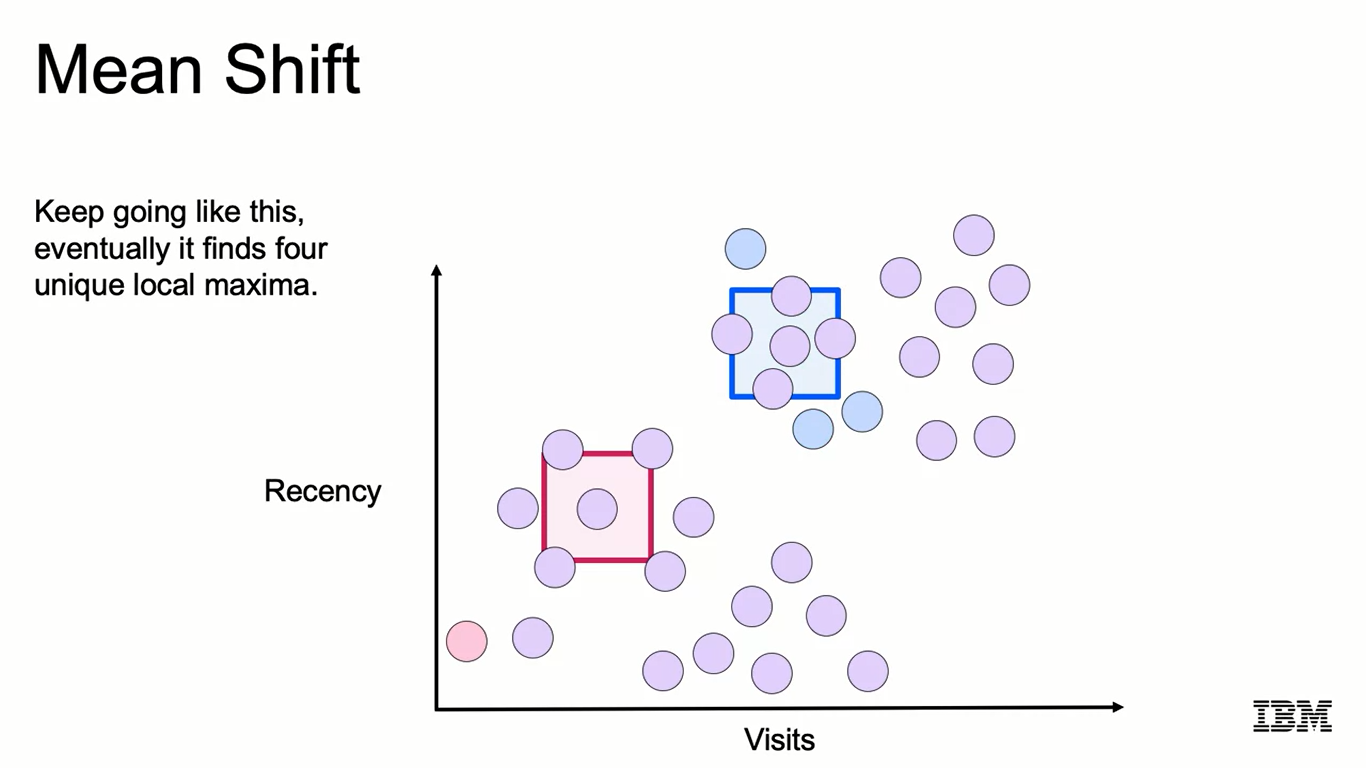 Mean Shift
Keep going like this,
eventually it finds four
unique local maxima.
Recency
Visits
IBM